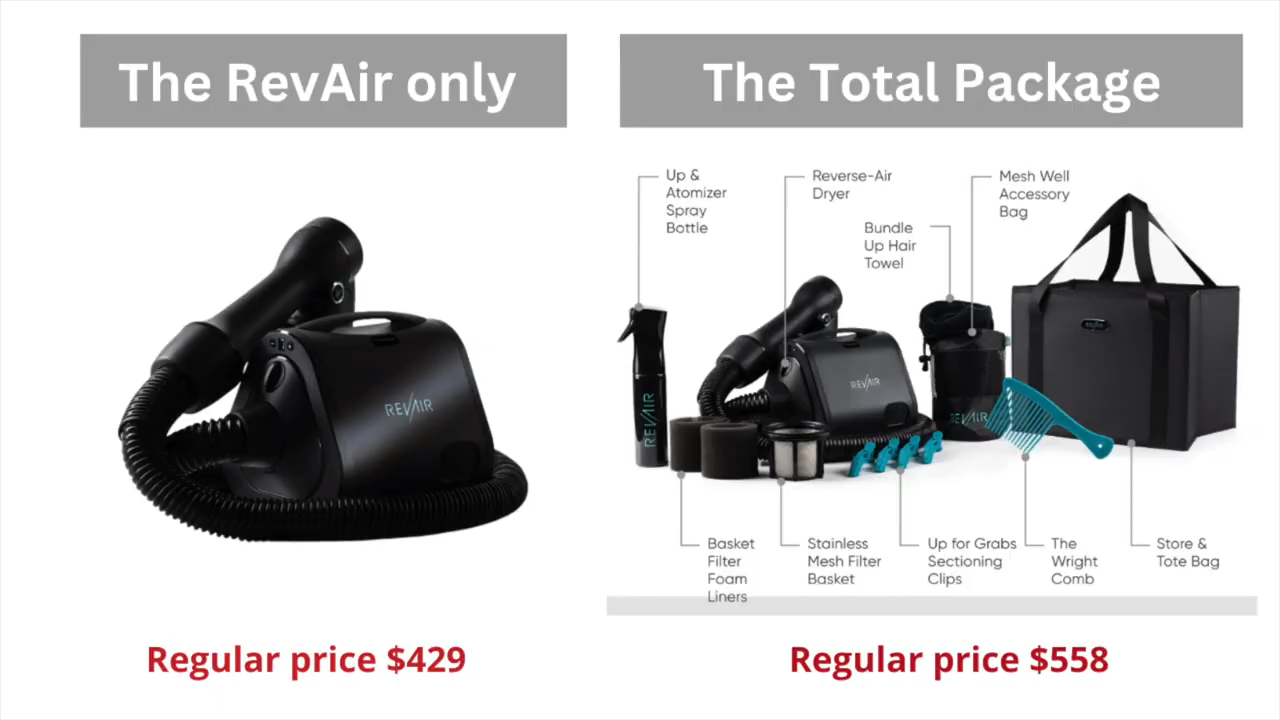 The RevAir only
The Total Package
Up &
Atomizer
Spray
Bottle
Reverse-Air
Dryer
Bundle
Up Hair
Towel
Mesh Well
Accessory
Bag
REVAIR
REVAIR
REVAIR
REVAIR
RevAir
Basket
Filter
Foam
Liners
Stainless
Mesh Filter
Basket
Up for Grabs
Sectioning
Clips
The
Wright
Comb
Store &
Tote Bag
Regular price $429
Regular price $558